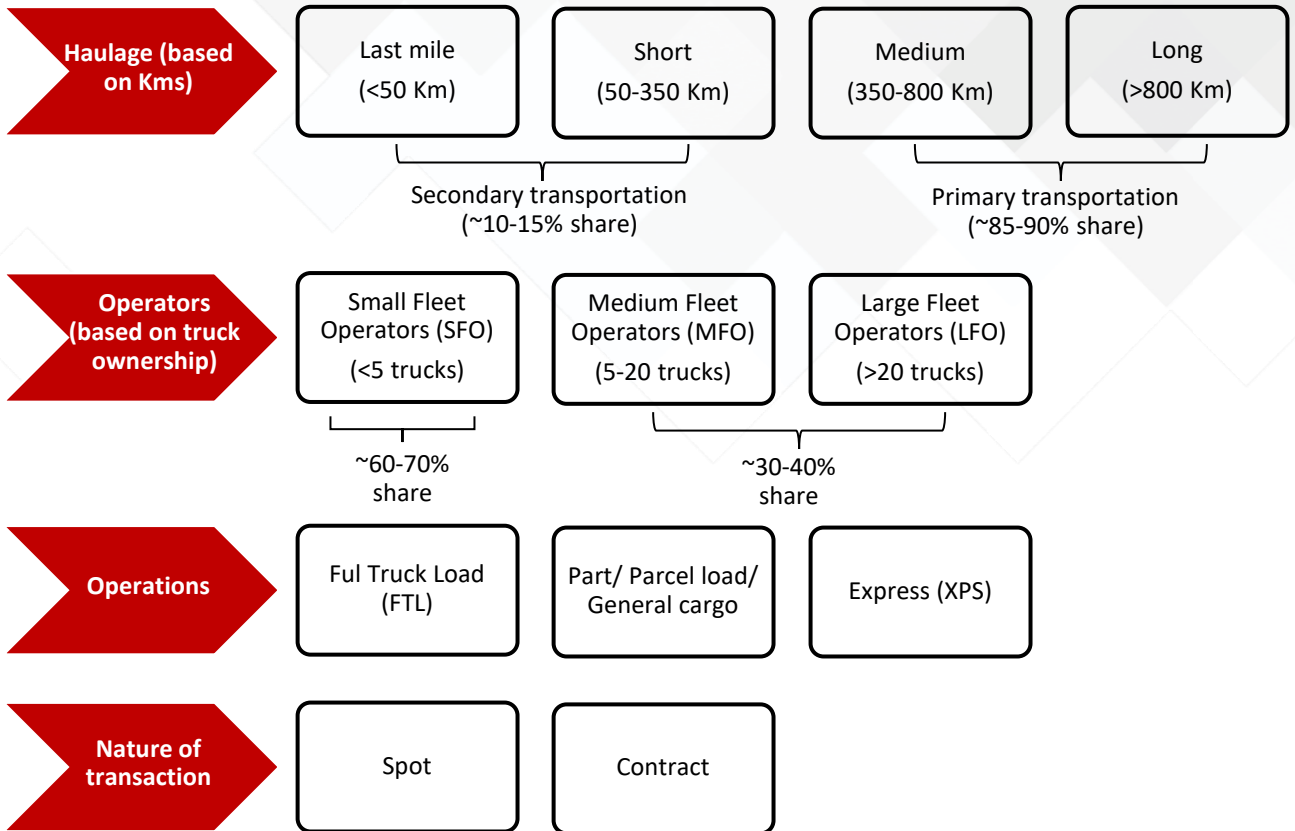 Haulage (based
on Kms)
Last mile
(<50 Km)
Short
(50-350 Km)
Medium
(350-800 Km)
Long
(>800 Km)
Secondary transportation
(~10-15% share)
Primary transportation
(~85-90% share)
Operators
(based on truck
ownership)
Small Fleet
Operators (SFO)
(<5 trucks)
Medium Fleet
Operators (MFO)
(5-20 trucks)
Large Fleet
Operators (LFO)
(>20 trucks)
~60-70%
share
~30-40%
share
Operations
Ful Truck Load
(FTL)
Part/ Parcel load/
General cargo
Express (XPS)
Nature of
transaction
Spot
Contract